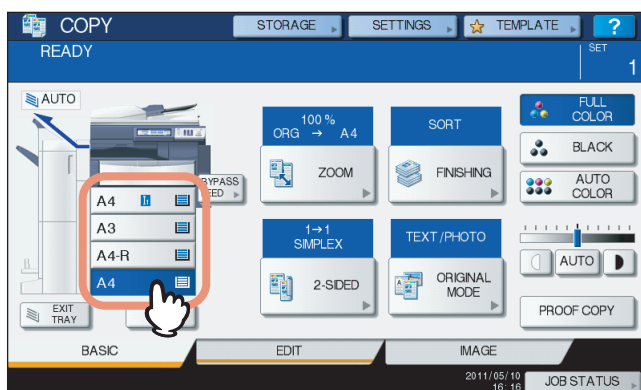 COPY
STORAGE
SETTINGS
TEMPLATE
?
READY
SET
1
AUTO
100 %
ORG → A4
ZOOM
SORT
FINISHING
FULL
COLOR
BLACK
AUTO
COLOR
A4
A3
A4-R
A4
1→1
SIMPLEX
2-SIDED
TEXT/PHOTO
ORIGINAL
MODE
AUTO
EXIT
TRAY
PROOF COPY
BASIC
EDIT
IMAGE
2011/05/10
16:16
JOB STATUS